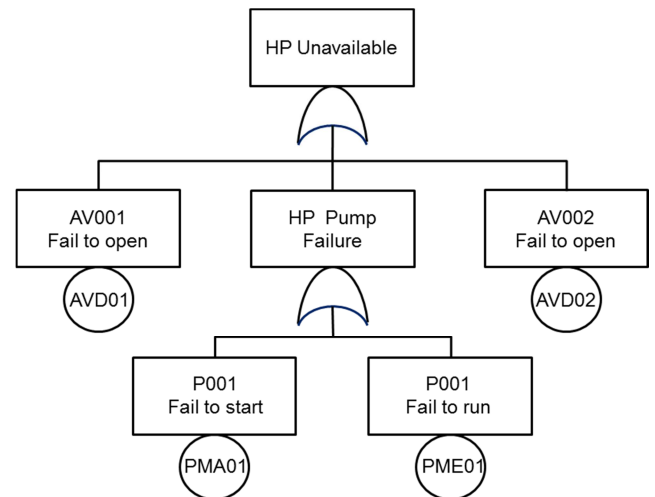 HP Unavailable
AV001
Fail to open
HP Pump
Failure
AV002
Fail to open
AVD01
AVD02
P001
Fail to start
P001
Fail to run
PMA01
PME01